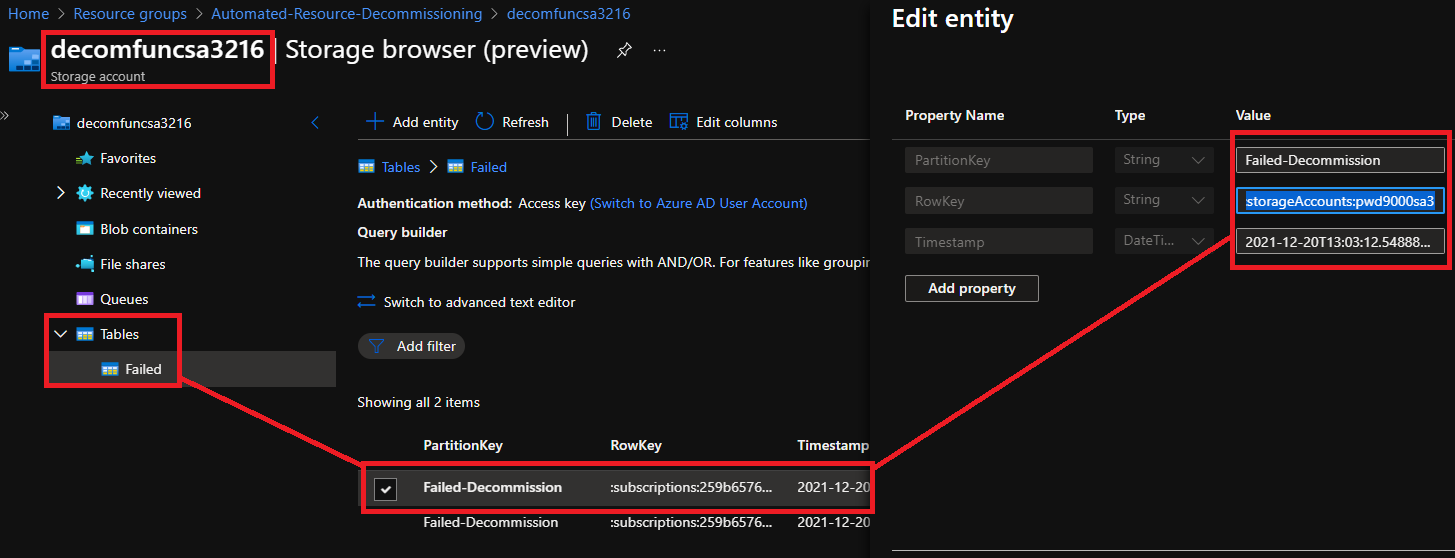 Home > Resource groups > Automated-Resource-Decommissioning > decomfuncsa3216
decomfuncsa3216 | Storage browser (preview) ...
Storage account
»
decomfuncsa3216
Favorites
Recently viewed
Blob containers
File shares
Queues
Tables
Failed
Add entity Refresh | Delete Edit columns
Tables > Failed
Authentication method: Access key (Switch to Azure AD User Account)
Query builder
The query builder supports simple queries with AND/OR. For features like groupin
Switch to advanced text editor
Add filter
Showing all 2 items
PartitionKey RowKey Timestamp
Failed-Decommission :subscriptions:259b6576... 2021-12-20
Failed-Decommission :subscriptions:259b6576... 2021-12-20
Edit entity
Property Name Type Value
PartitionKey String Failed-Decommission
RowKey String storageAccounts:pwd9000sa3
Timestamp DateTi... 2021-12-20T13:03:12.54888...
Add property